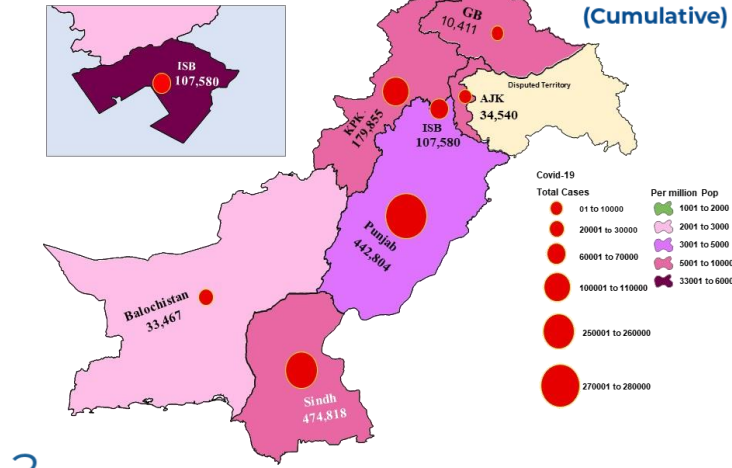 (Cumulative)
GB
10,411
ISB
107,580
Disputed Territory
AJK
34,540
KPK
179,855
ISB
107,580
Punjab
442,804
Balochistan
33,467
Sindh
474,818
Covid-19
Total Cases
01 to 10000
20001 to 30000
60001 to 70000
100001 to 110000
250001 to 260000
270001 to 280000
Per million Pop
1001 to 2000
2001 to 3000
3001 to 5000
5001 to 10000
33001 to 6000